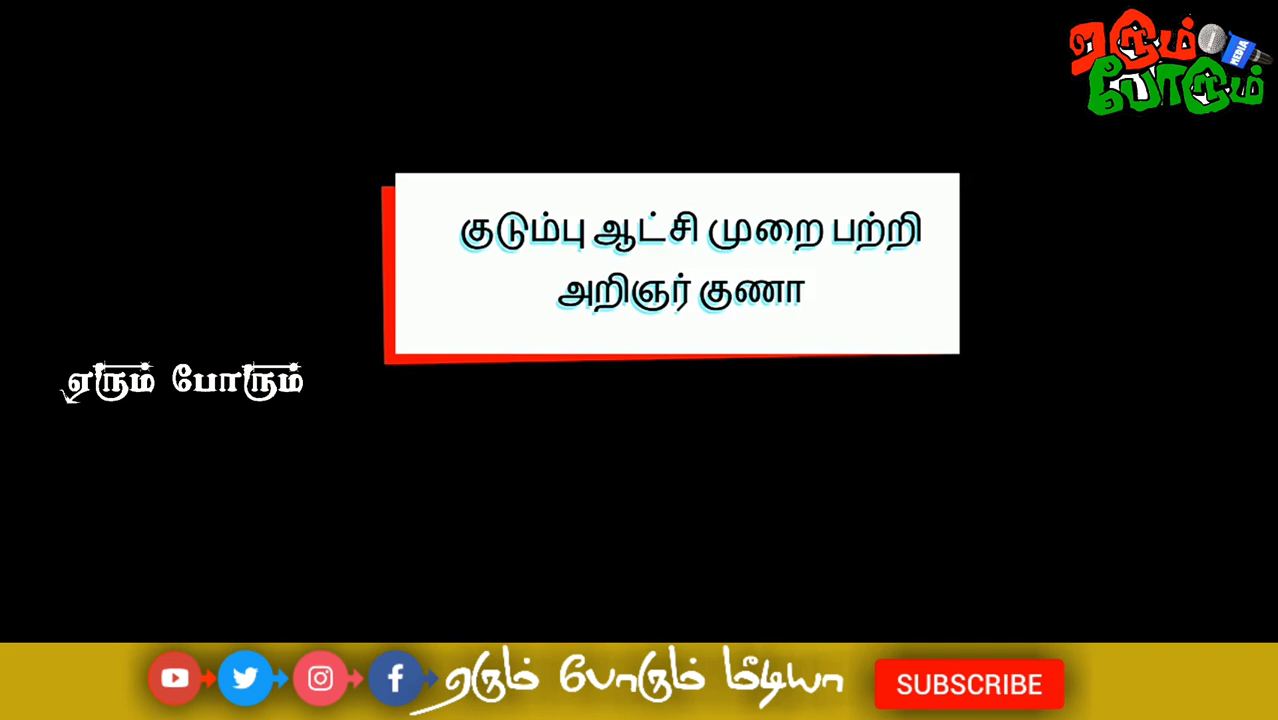 ஏரும்
போரும்
MEDIA
குடும்பு ஆட்சி முறை பற்றி
அறிஞர் குணா
ஏரும் போரும்
ஏரும் போரும் மீடியா
SUBSCRIBE